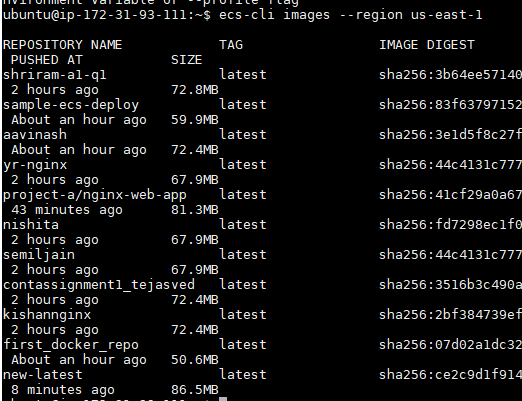 nvironment variable or --profile flag
ubuntu@ip-172-31-93-111:~$ ecs-cli images --region us-east-1
REPOSITORY NAME TAG IMAGE DIGEST
PUSHED AT SIZE
shriram-a1-q1 latest sha256:3b64ee57140
2 hours ago 72.8MB
sample-ecs-deploy latest sha256:83f63797152
About an hour ago 59.9MB
aavinash latest sha256:3e1d5f8c27f
About an hour ago 72.4MB
yr-nginx latest sha256:44c4131c777
2 hours ago 67.9MB
project-a/nginx-web-app latest sha256:41cf29a0a67
43 minutes ago 81.3MB
nishita latest sha256:fd7298ec1f0
2 hours ago 67.9MB
semiljain latest sha256:44c4131c777
2 hours ago 67.9MB
contassignment1_tejasved latest sha256:3516b3c490a
2 hours ago 72.4MB
kishannginx latest sha256:2bf384739ef
2 hours ago 72.4MB
first_docker_repo latest sha256:07d02a1dc32
About an hour ago 50.6MB
new-latest latest sha256:ce2c9d1f914
8 minutes ago 86.5MB